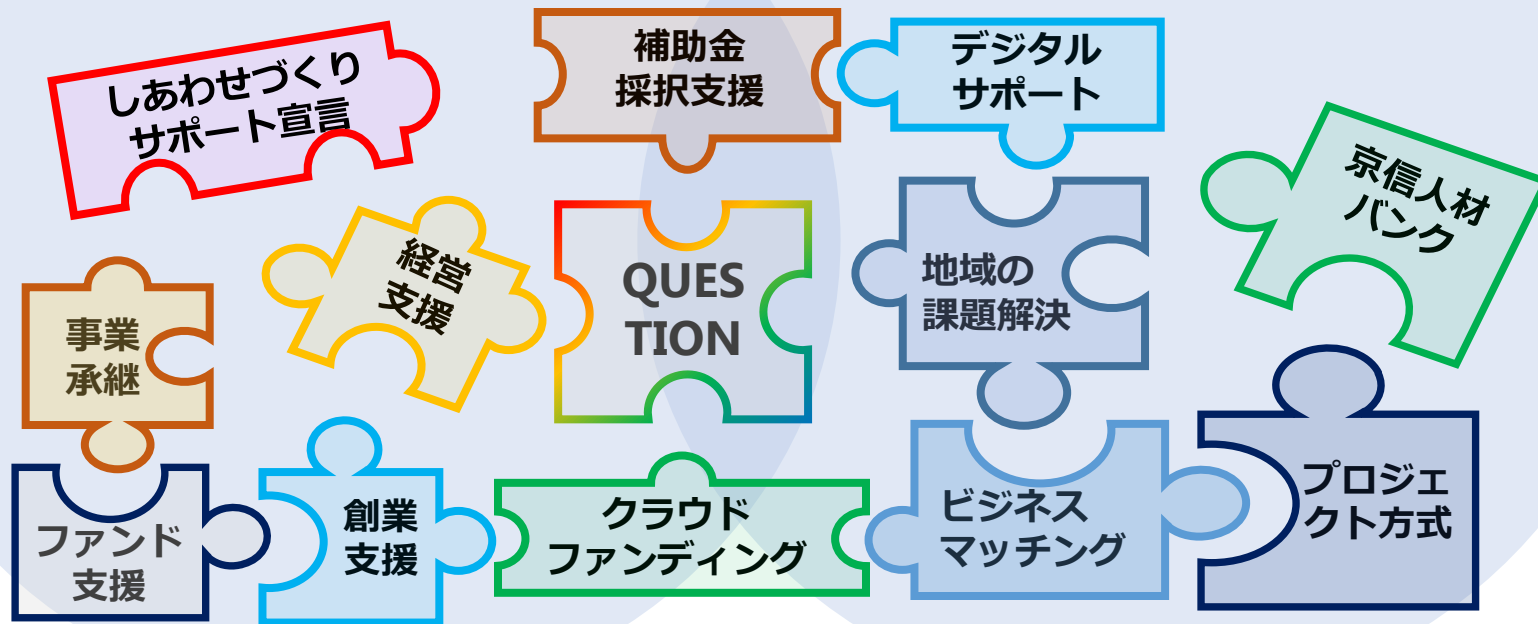 しあわせづくり
サポート宣言
補助金
採択支援
デジタル
サポート
京信人材
バンク
経営
支援
QUES
TION
地域の
課題解決
事業
承継
ファンド
支援
創業
支援
クラウド
ファンディング
ビジネス
マッチング
プロジェ
クト方式